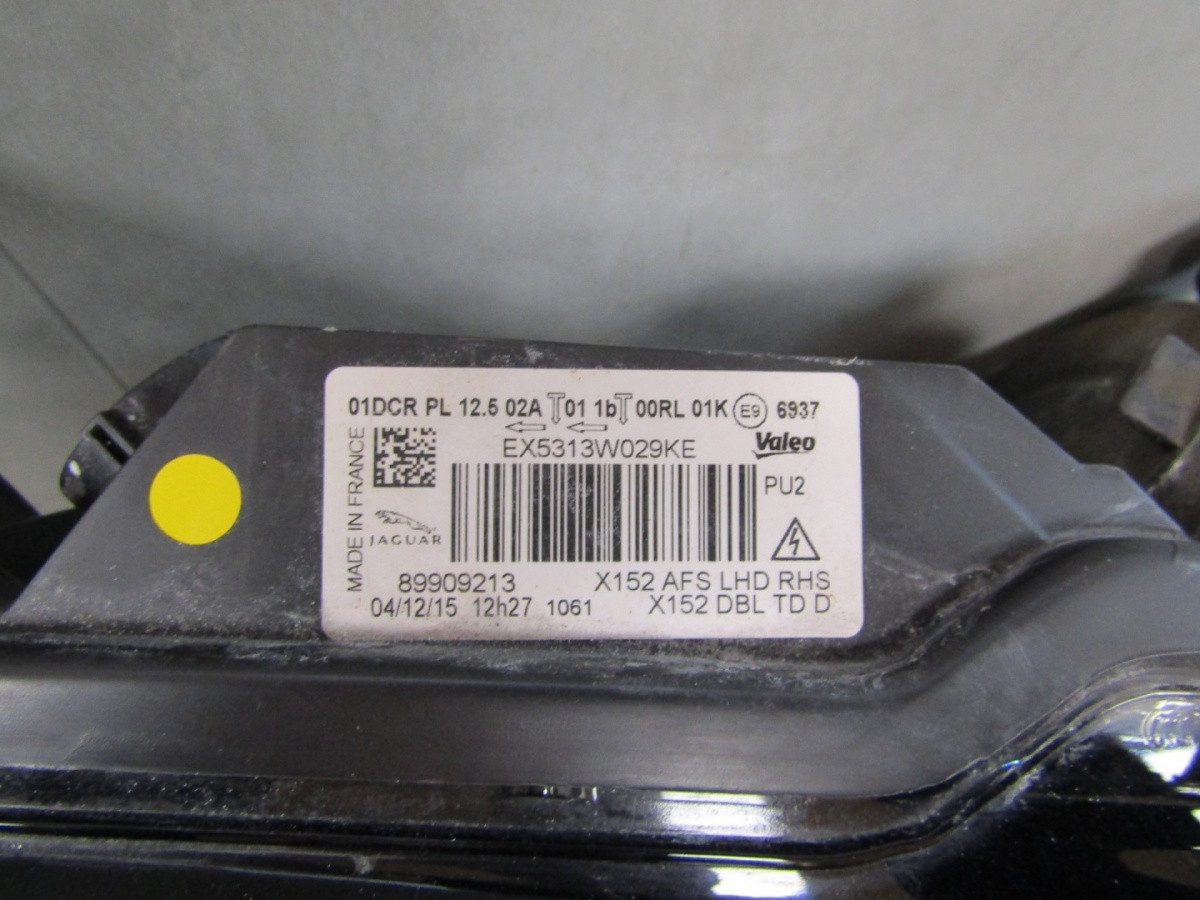 01DCR PL 12.5 02A 01 1b 00RL 01K E9 6937
EX5313W029KE
Valeo
MADE IN FRANCE
PU2
JAGUAR
89909213 X152 AFS LHD RHS
04/12/15 12h27 1061 X152 DBL TD D